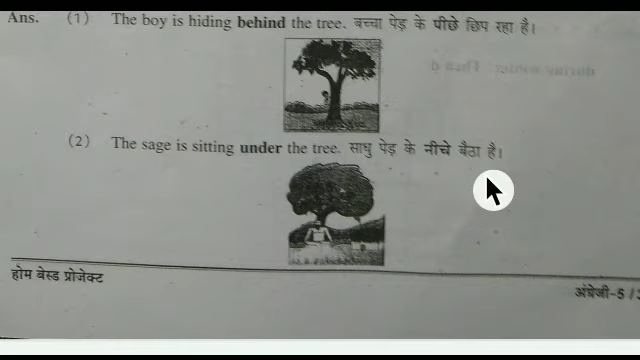 Ans. (1) The boy is hiding behind the tree. बच्चा पेड़ के पीछे छिप रहा है।
(2) The sage is sitting under the tree. साधु पेड़ के नीचे बैठा है।
होम बेस्ड प्रोजेक्ट
अंग्रेजी-5 /